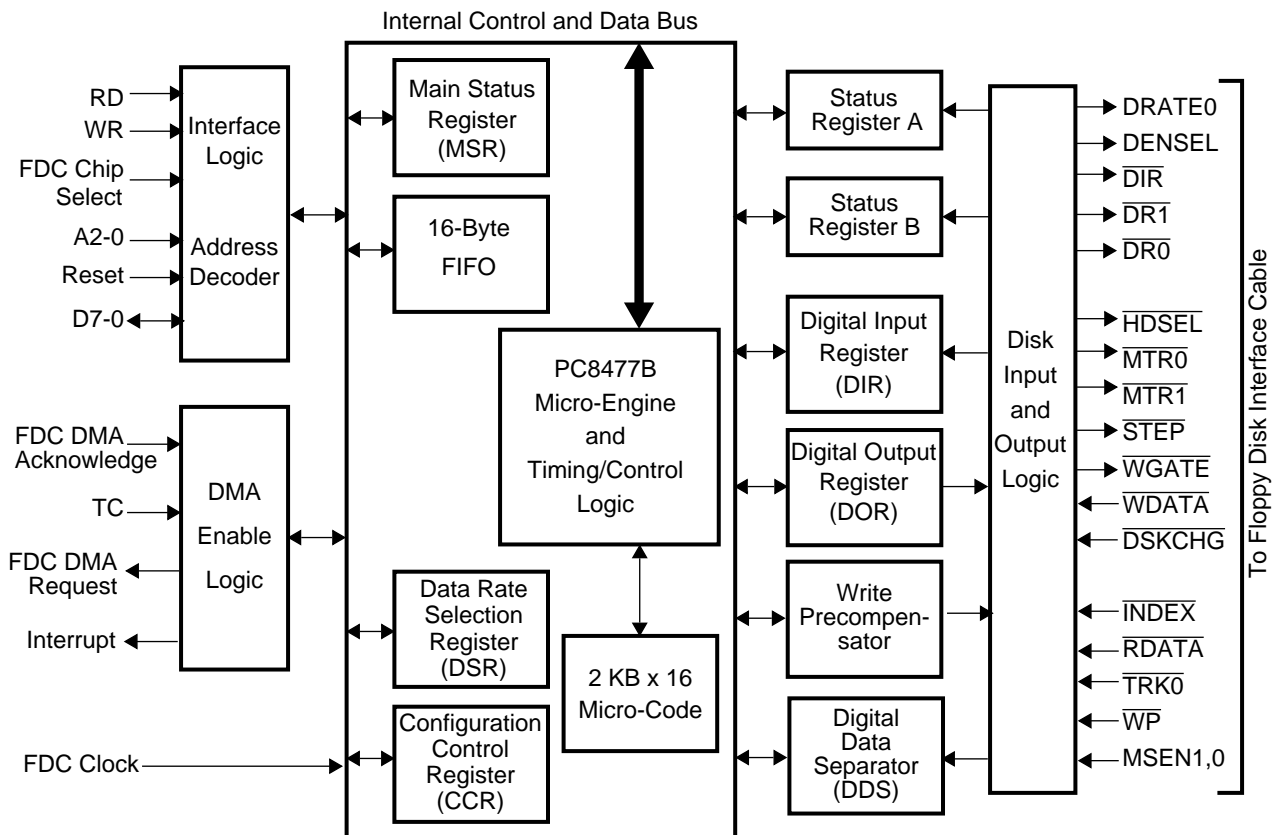 Internal Control and Data Bus
RD
WR
FDC Chip
Select
A2-0
Reset
D7-0
Interface
Logic
Address
Decoder
FDC DMA
Acknowledge
TC
FDC DMA
Request
Interrupt
DMA
Enable
Logic
FDC Clock
Main Status
Register
(MSR)
16-Byte
FIFO
PC8477B
Micro-Engine
and
Timing/Control
Logic
Data Rate
Selection
Register
(DSR)
2 KB x 16
Micro-Code
Configuration
Control
Register
(CCR)
Status
Register A
Status
Register B
Digital Input
Register
(DIR)
Digital Output
Register
(DOR)
Write
Precompen-
sator
Digital
Data
Separator
(DDS)
Disk
Input
and
Output
Logic
DRATE0
DENSEL
DIR
DR1
DR0
HDSEL
MTR0
MTR1
STEP
WGATE
WDATA
DSKCHG
INDEX
RDATA
TRK0
WP
MSEN1,0
To Floppy Disk Interface Cable